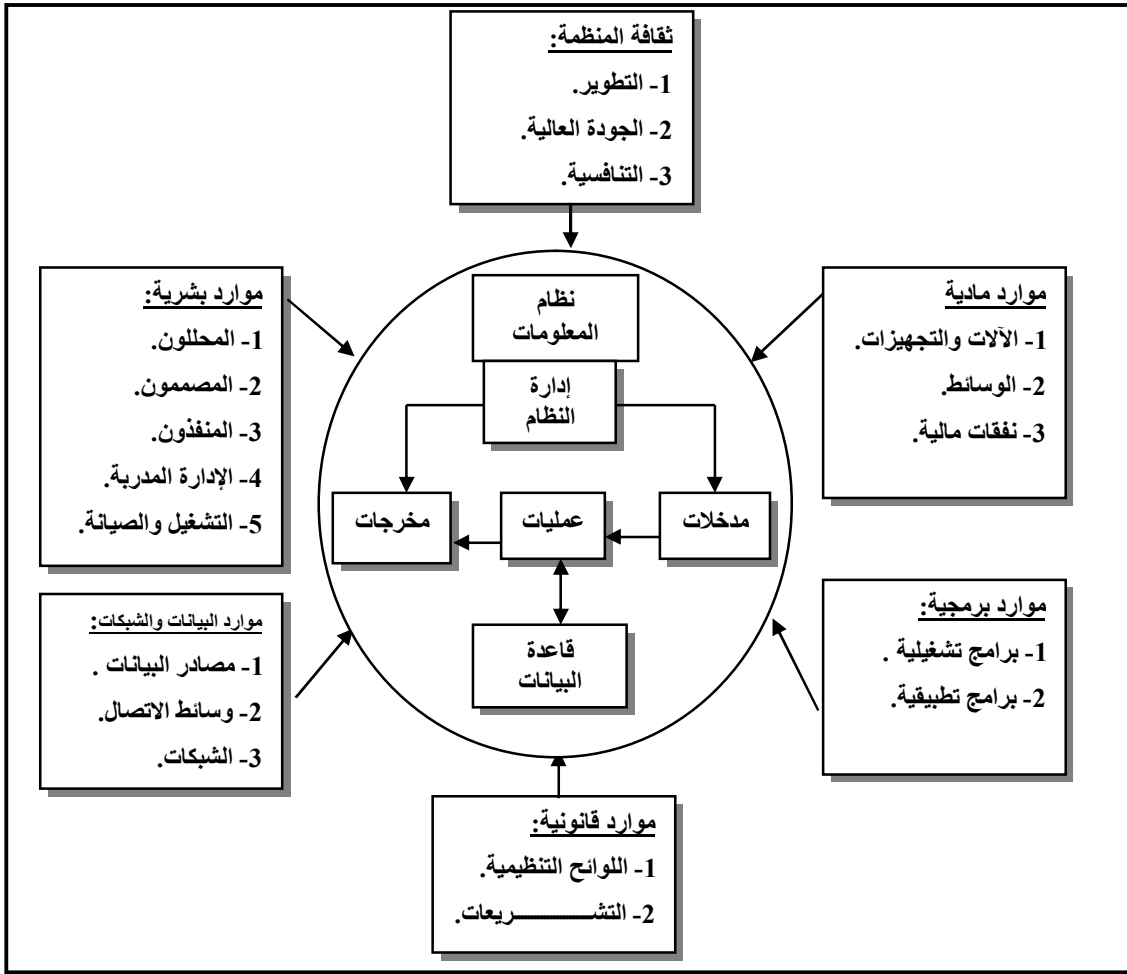 ثقافة المنظمة:
1- التطوير.
2- الجودة العالية.
3- التنافسية.
موارد مادية
1- الآلات والتجهيزات.
2- الوسائط.
3- نفقات مالية.
نظام
المعلومات
إدارة
النظام
مدخلات
عمليات
مخرجات
قاعدة
البيانات
موارد بشرية:
1- المحللون.
2- المصممون.
3- المنفذون.
4- الإدارة المدربة.
5- التشغيل والصيانة.
موارد برمجية:
1- برامج تشغيلية .
2- برامج تطبيقية.
موارد البيانات والشبكات:
1- مصادر البيانات .
2- وسائط الاتصال.
3- الشبكات.
موارد قانونية:
1- اللوائح التنظيمية.
2- التشـــــــــــريعات.